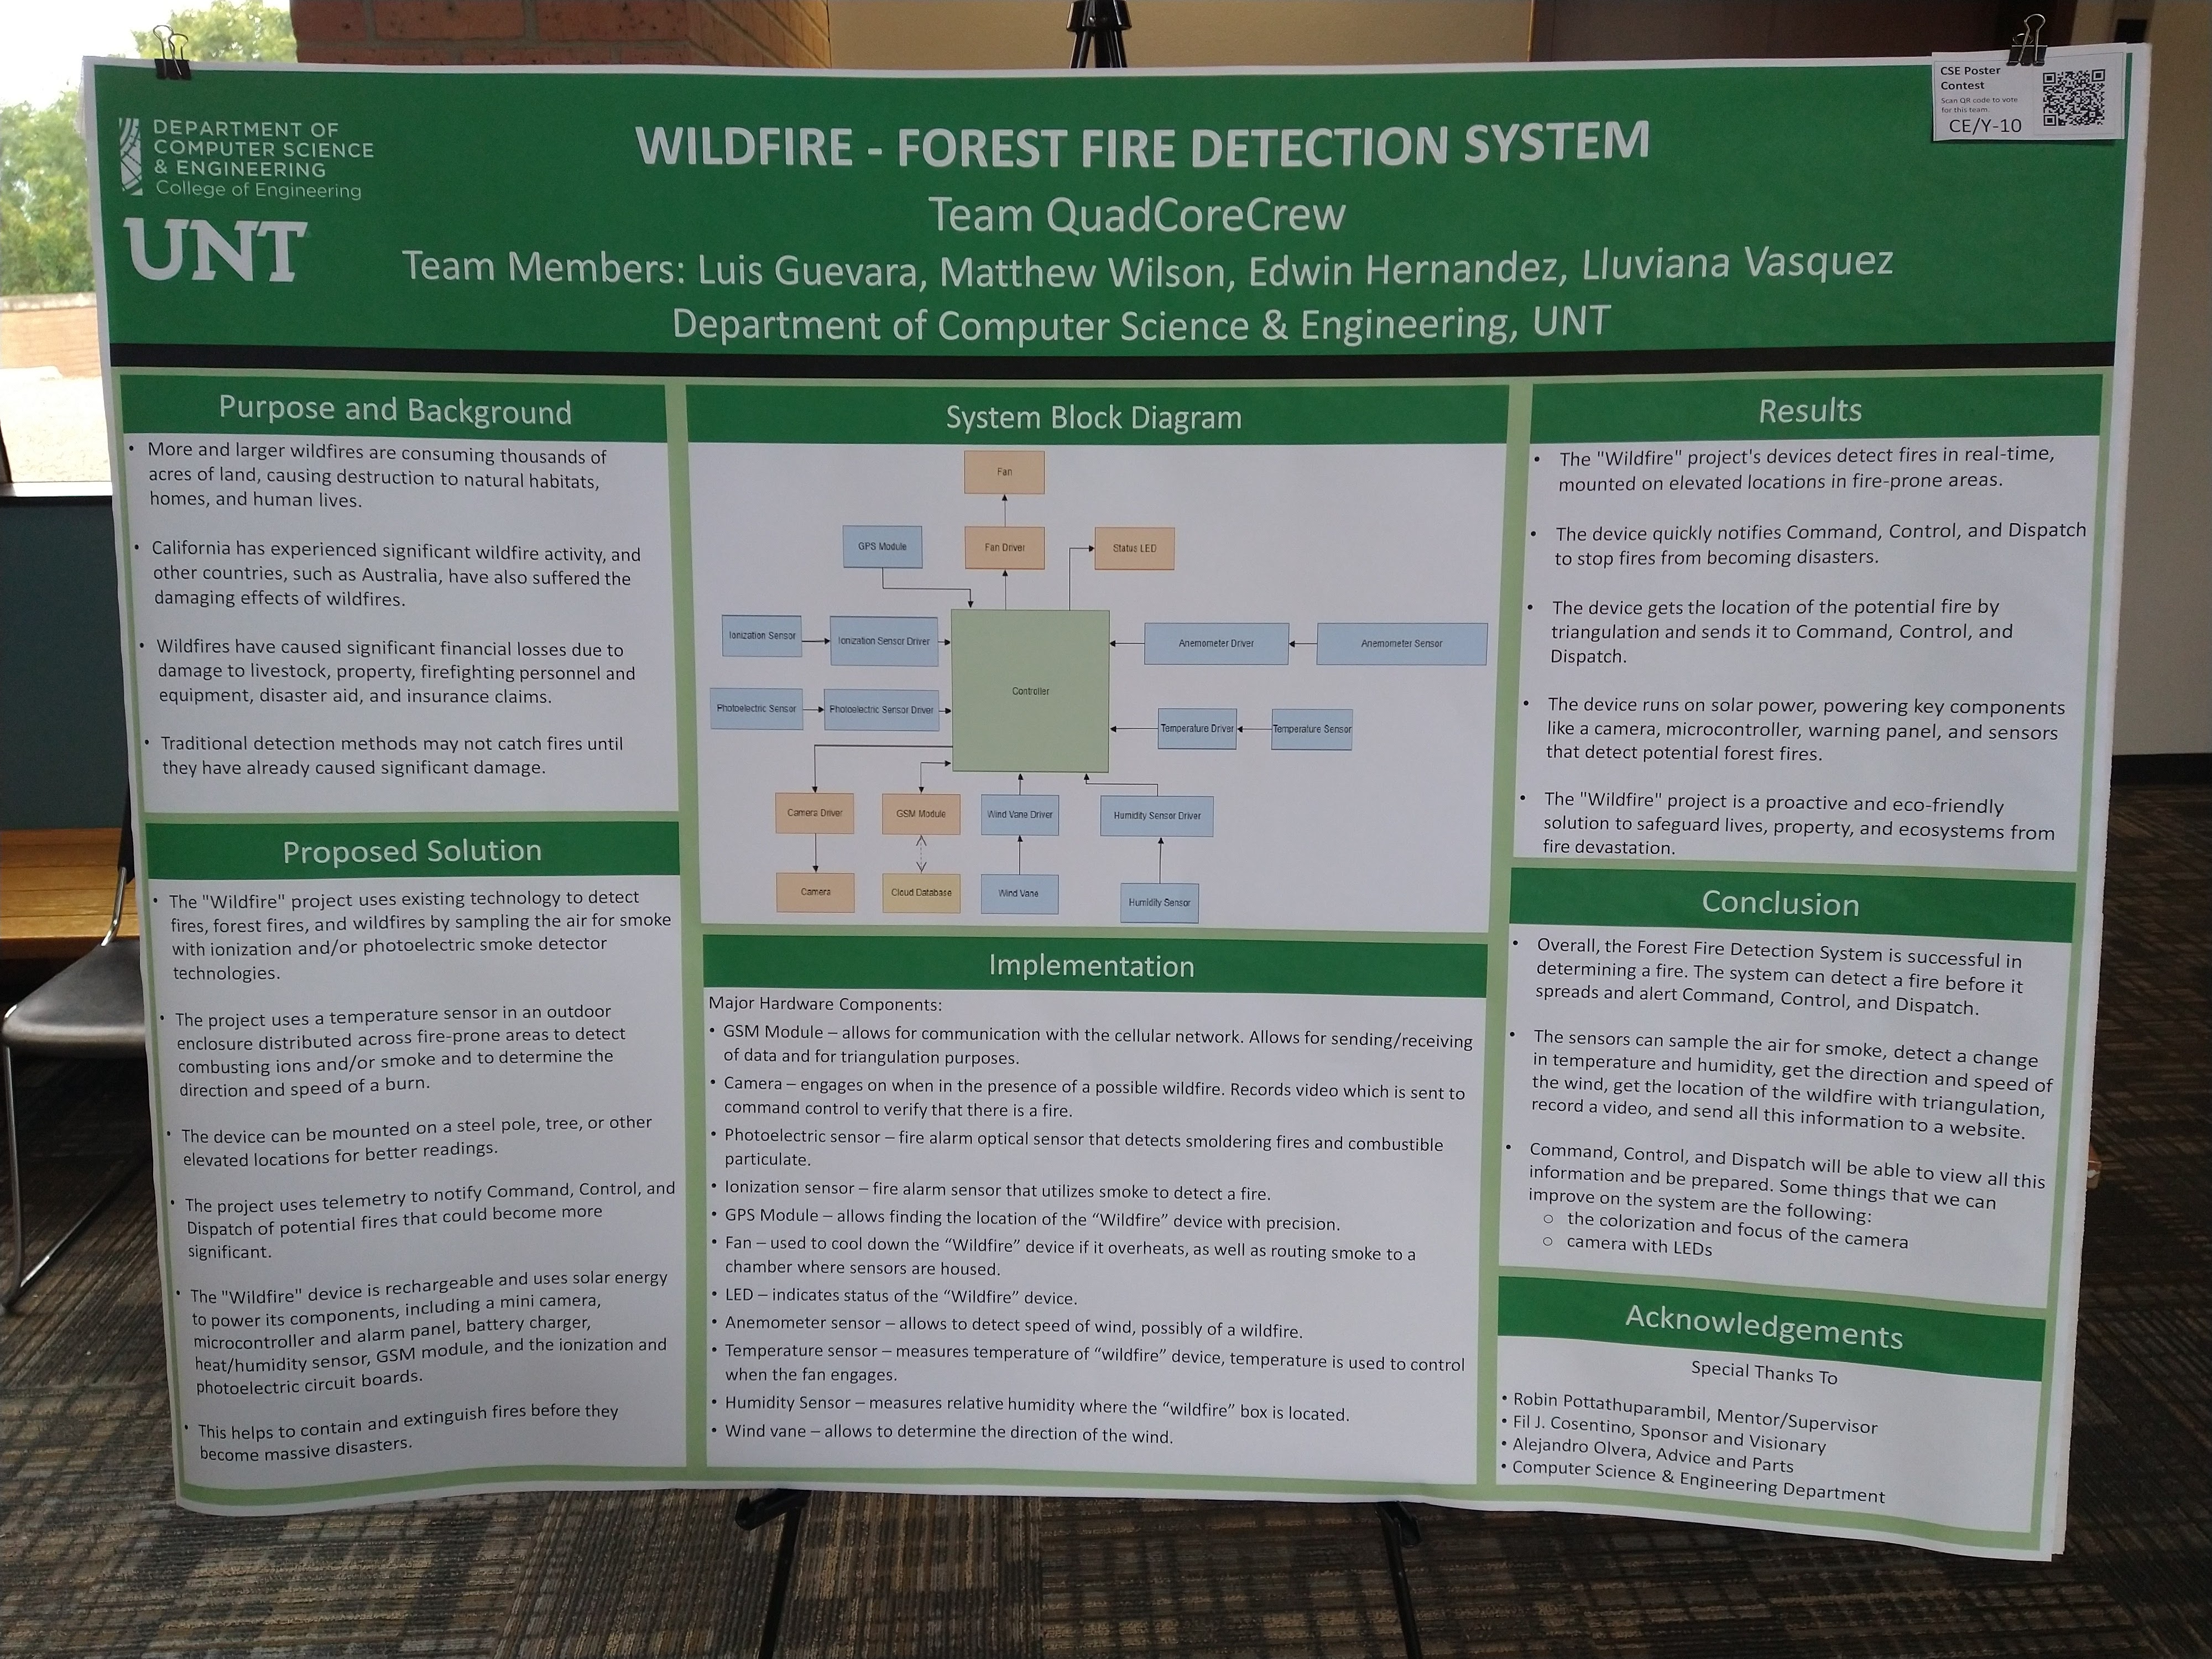 CSE Poster
Contest
Scan QR code to vote
for this team.
CE/Y-10
DEPARTMENT OF
COMPUTER SCIENCE
& ENGINEERING
College of Engineering
UNT
WILDFIRE - FOREST FIRE DETECTION SYSTEM
Team QuadCoreCrew
Team Members: Luis Guevara, Matthew Wilson, Edwin Hernandez, Lluviana Vasquez
Department of Computer Science & Engineering, UNT
Purpose and Background
• More and larger wildfires are consuming thousands of
acres of land, causing destruction to natural habitats,
homes, and human lives.
• California has experienced significant wildfire activity, and
other countries, such as Australia, have also suffered the
damaging effects of wildfires.
• Wildfires have caused significant financial losses due to
damage to livestock, property, firefighting personnel and
equipment, disaster aid, and insurance claims.
• Traditional detection methods may not catch fires until
they have already caused significant damage.
Proposed Solution
• The "Wildfire" project uses existing technology to detect
fires, forest fires, and wildfires by sampling the air for smoke
with ionization and/or photoelectric smoke detector
technologies.
• The project uses a temperature sensor in an outdoor
enclosure distributed across fire-prone areas to detect
combusting ions and/or smoke and to determine the
direction and speed of a burn.
• The device can be mounted on a steel pole, tree, or other
elevated locations for better readings.
• The project uses telemetry to notify Command, Control, and
Dispatch of potential fires that could become more
significant.
• The "Wildfire" device is rechargeable and uses solar energy
to power its components, including a mini camera,
microcontroller and alarm panel, battery charger,
heat/humidity sensor, GSM module, and the ionization and
photoelectric circuit boards.
• This helps to contain and extinguish fires before they
become massive disasters.
System Block Diagram
Fan
GPS Module
Fan Driver
Status LED
Ionization Sensor
Ionization Sensor Driver
Anemometer Driver
Anemometer Sensor
Controller
Photoelectric Sensor
Photoelectric Sensor Driver
Temperature Driver
Temperature Sensor
Camera Driver
GSM Module
Wind Vane Driver
Humidity Sensor Driver
Camera
Cloud Database
Wind Vane
Humidity Sensor
Implementation
Major Hardware Components:
• GSM Module – allows for communication with the cellular network. Allows for sending/receiving
of data and for triangulation purposes.
• Camera – engages on when in the presence of a possible wildfire. Records video which is sent to
command control to verify that there is a fire.
• Photoelectric sensor – fire alarm optical sensor that detects smoldering fires and combustible
particulate.
• Ionization sensor – fire alarm sensor that utilizes smoke to detect a fire.
• GPS Module – allows finding the location of the “Wildfire” device with precision.
• Fan – used to cool down the “Wildfire” device if it overheats, as well as routing smoke to a
chamber where sensors are housed.
• LED – indicates status of the “Wildfire” device.
• Anemometer sensor – allows to detect speed of wind, possibly of a wildfire.
• Temperature sensor – measures temperature of “wildfire” device, temperature is used to control
when the fan engages.
• Humidity Sensor – measures relative humidity where the “wildfire” box is located.
• Wind vane – allows to determine the direction of the wind.
Results
• The "Wildfire" project's devices detect fires in real-time,
mounted on elevated locations in fire-prone areas.
• The device quickly notifies Command, Control, and Dispatch
to stop fires from becoming disasters.
• The device gets the location of the potential fire by
triangulation and sends it to Command, Control, and
Dispatch.
• The device runs on solar power, powering key components
like a camera, microcontroller, warning panel, and sensors
that detect potential forest fires.
• The "Wildfire" project is a proactive and eco-friendly
solution to safeguard lives, property, and ecosystems from
fire devastation.
Conclusion
• Overall, the Forest Fire Detection System is successful in
determining a fire. The system can detect a fire before it
spreads and alert Command, Control, and Dispatch.
• The sensors can sample the air for smoke, detect a change
in temperature and humidity, get the direction and speed of
the wind, get the location of the wildfire with triangulation,
record a video, and send all this information to a website.
• Command, Control, and Dispatch will be able to view all this
information and be prepared. Some things that we can
improve on the system are the following:
○ the colorization and focus of the camera
○ camera with LEDs
Acknowledgements
Special Thanks To
• Robin Pottathuparambil, Mentor/Supervisor
• Fil J. Cosentino, Sponsor and Visionary
• Alejandro Olvera, Advice and Parts
• Computer Science & Engineering Department